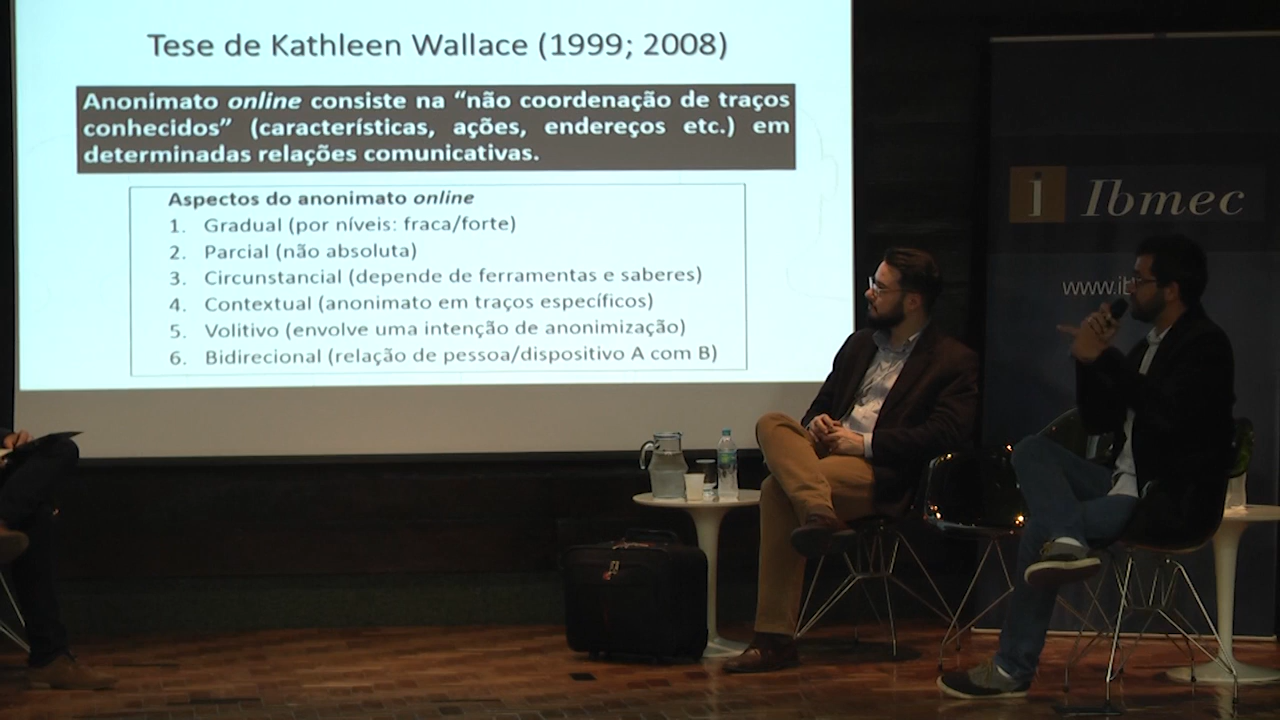 Tese de Kathleen Wallace (1999; 2008)
Anonimato online consiste na “não coordenação de traços
conhecidos” (características, ações, endereços etc.) em
determinadas relações comunicativas.
Aspectos do anonimato online
1. Gradual (por níveis: fraca/forte)
2. Parcial (não absoluta)
3. Circunstancial (depende de ferramentas e saberes)
4. Contextual (anonimato em traços específicos)
5. Volitivo (envolve uma intenção de anonimização)
6. Bidirecional (relação de pessoa/dispositivo A com B)
i Ibmec